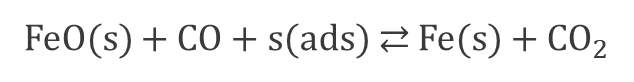 FeO(s) + CO + s(ads) ⇄ Fe(s) + CO₂